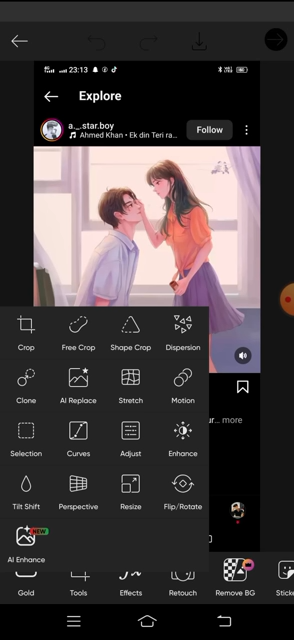 23:13
Explore
a._.star.boy
Ahmed Khan • Ek din Teri ra...
Follow
Crop
Free Crop
Shape Crop
Dispersion
... more
Clone
AI Replace
Stretch
Motion
Selection
Curves
Adjust
Enhance
Tilt Shift
Perspective
Resize
Flip/Rotate
NEW
AI Enhance
Gold
Tools
Effects
Retouch
Remove BG